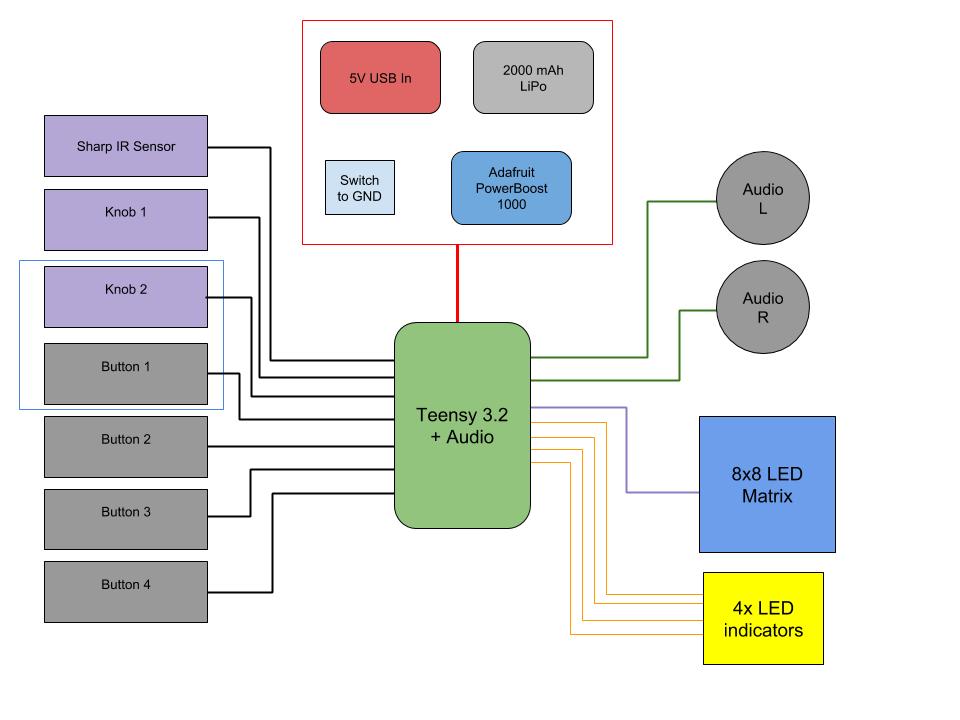 5V USB In
2000 mAh
LiPo
Switch
to GND
Adafruit
PowerBoost
1000
Sharp IR Sensor
Knob 1
Knob 2
Button 1
Button 2
Button 3
Button 4
Teensy 3.2
+ Audio
Audio
L
Audio
R
8x8 LED
Matrix
4x LED
indicators